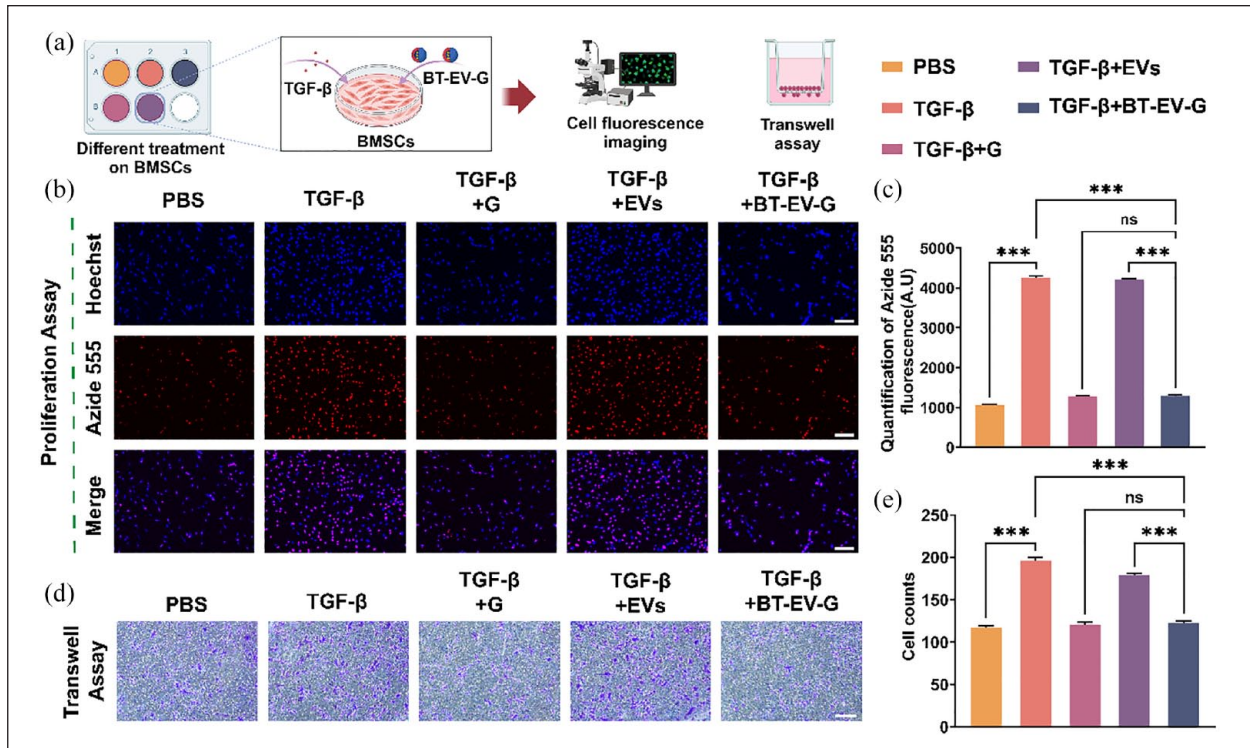 (a)
1 2 3
A
B
Different treatment
on BMSCs
TGF-β
BT-EV-G
BMSCs
Cell fluorescence
imaging
Transwell
assay
PBS
TGF-β
TGF-β+G
TGF-β+EVs
TGF-β+BT-EV-G
(b)
Proliferation Assay
PBS
TGF-β
TGF-β
+G
TGF-β
+EVs
TGF-β
+BT-EV-G
Hoechst
Azide 555
Merge
(c)
Quantification of Azide 555
fluorescence(A.U)
5000
4000
3000
2000
1000
0
***
ns
***
***
(d)
Transwell
Assay
PBS
TGF-β
TGF-β
+G
TGF-β
+EVs
TGF-β
+BT-EV-G
(e)
Cell counts
250
200
150
100
50
0
***
ns
***
***